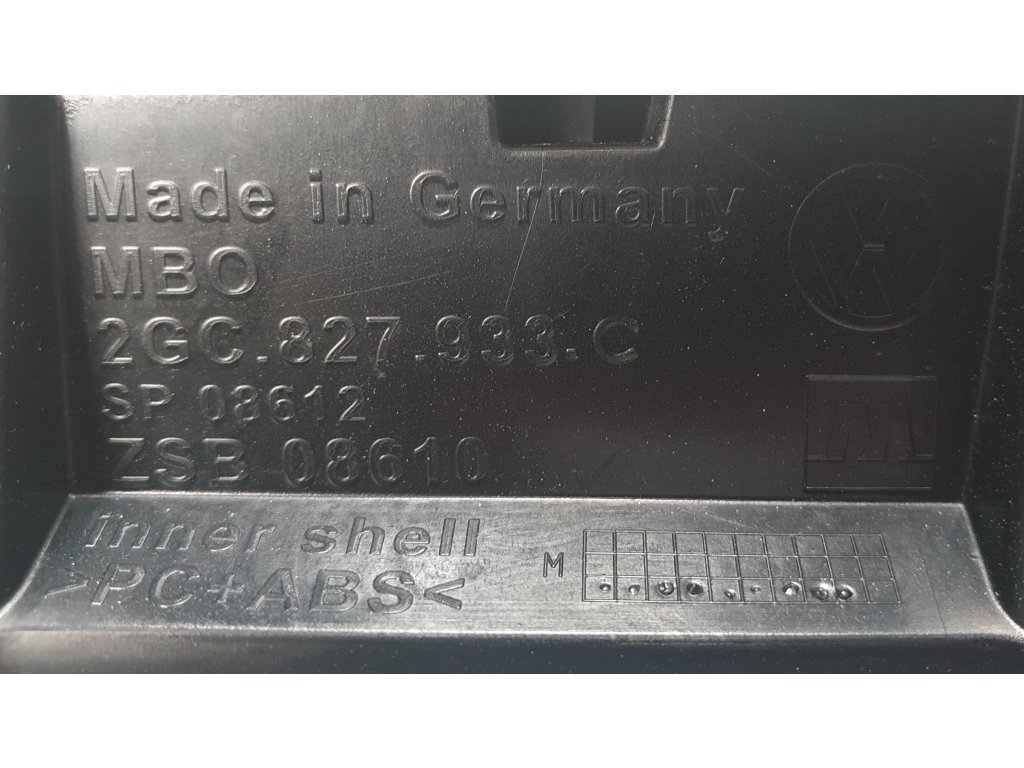 Made in Germany
MBO
2GC.827.933.C
SP 08612
ZSB 08610
inner shell
>PC+ABS<
M